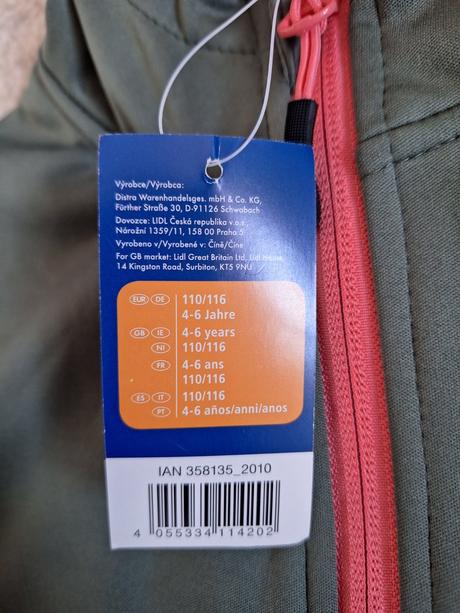 Výrobce/Výrobca:
Distra Warenhandelsges. mbH & Co. KG,
Fürther Straße 30, D-91126 Schwabach
Dovozce: LIDL Česká republika v.o.s.,
Nárožní 1359/11, 158 00 Praha 5
Vyrobeno v/Vyrobené v: Číně/Číne
For GB market: Lidl Great Britain Ltd, Lidl House,
14 Kingston Road, Surbiton, KT5 9NU
EUR DE 110/116
4-6 Jahre
GB IE 4-6 years
NI 110/116
FR 4-6 ans
110/116
ES IT 110/116
PT 4-6 años/anni/anos
IAN 358135_2010
4 055334 114202